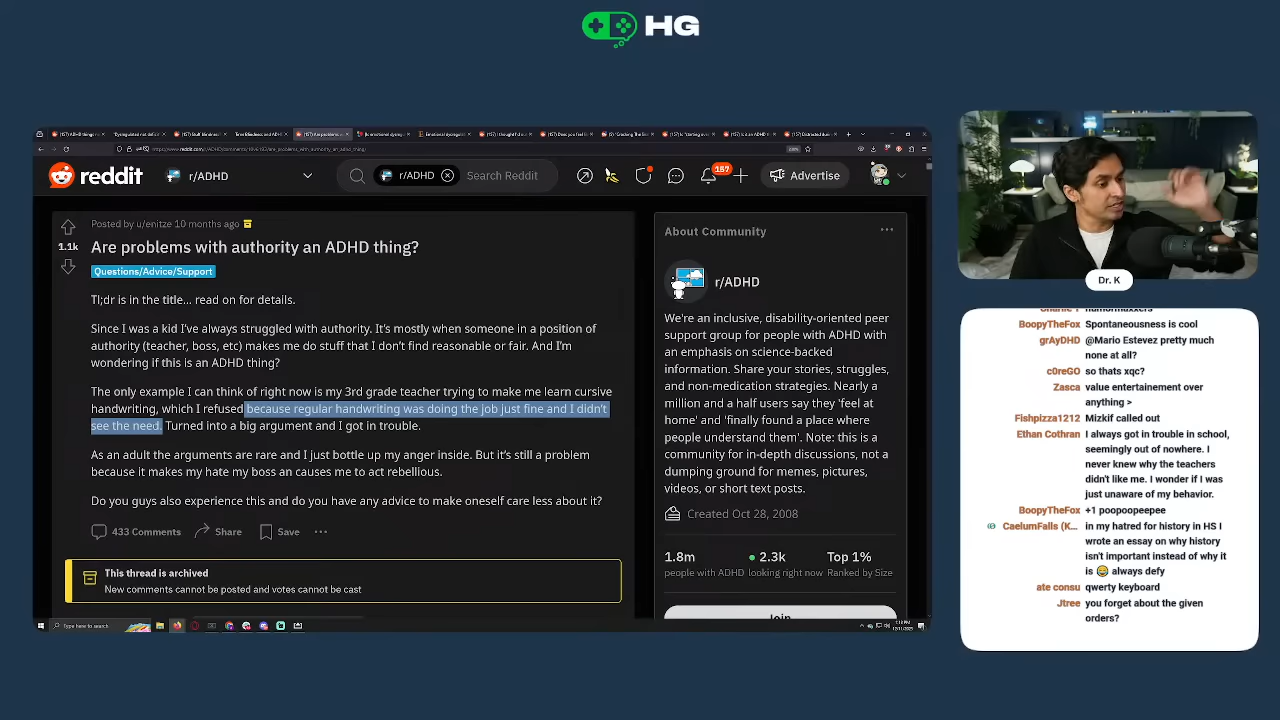 HG
reddit
r/ADHD
r/ADHD
Search Reddit
157
Advertise
Posted by u/enitze 10 months ago
1.1k
Are problems with authority an ADHD thing?
Questions/Advice/Support
Tl;dr is in the title... read on for details.
Since I was a kid I've always struggled with authority. It's mostly when someone in a position of
authority (teacher, boss, etc) makes me do stuff that I don't find reasonable or fair. And I'm
wondering if this is an ADHD thing?
The only example I can think of right now is my 3rd grade teacher trying to make me learn cursive
handwriting, which I refused because regular handwriting was doing the job just fine and I didn't
see the need. Turned into a big argument and I got in trouble.
As an adult the arguments are rare and I just bottle up my anger inside. But it's still a problem
because it makes my hate my boss an causes me to act rebellious.
Do you guys also experience this and do you have any advice to make oneself care less about it?
433 Comments
Share
Save
This thread is archived
New comments cannot be posted and votes cannot be cast
About Community
r/ADHD
We're an inclusive, disability-oriented peer
support group for people with ADHD with
an emphasis on science-backed
information. Share your stories, struggles,
and non-medication strategies. Nearly a
million and a half users say they 'feel at
home' and 'finally found a place where
people understand them'. Note: this is a
community for in-depth discussions, not a
dumping ground for memes, pictures,
videos, or short text posts.
Created Oct 28, 2008
1.8m 2.3k Top 1%
people with ADHD looking right now Ranked by Size
Join
Type here to search
Dr. K
BoopyTheFox Spontaneousness is cool
grAyDHD @Mario Estevez pretty much
none at all?
c0reGO so thats xqc?
Zasca value entertainement over
anything >
Fishpizza1212 Mizkif called out
Ethan Cothran I always got in trouble in school,
seemingly out of nowhere. I
never knew why the teachers
didn't like me. I wonder if I was
just unaware of my behavior.
BoopyTheFox +1 poopoopeepee
CaelumFalls (K... in my hatred for history in HS I
wrote an essay on why history
isn't important instead of why it
is 😂 always defy
ate consu qwerty keyboard
Jtree you forget about the given
orders?